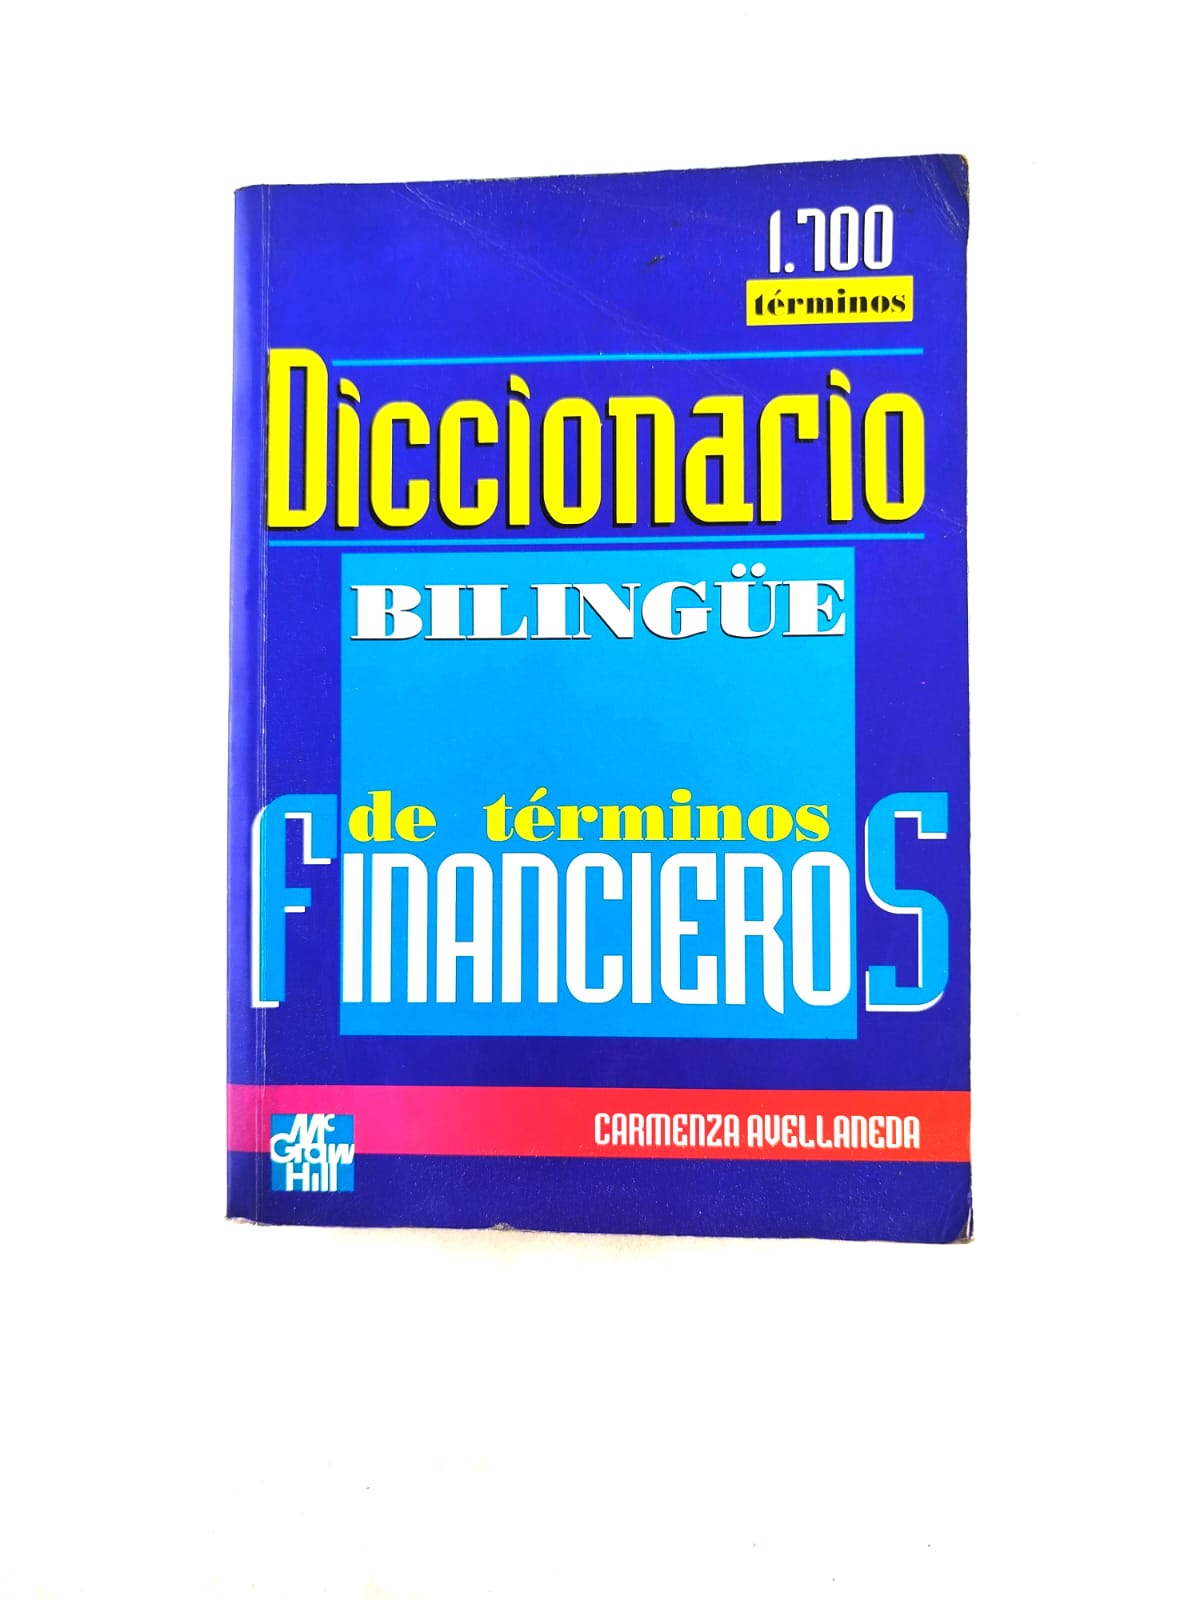 1.700
términos
Diccionario
BILINGÜE
de términos
FINANCIEROS
CARMENZA AVELLANEDA
Mc
Graw
Hill